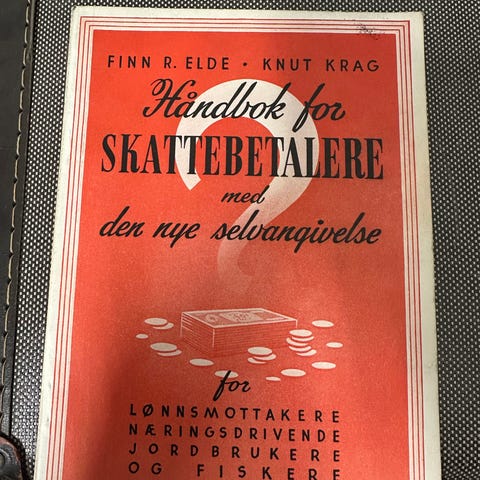 FINN R. ELDE • KNUT KRAG
Håndbok for
SKATTEBETALERE
med
den nye selvangivelse
for
LØNNSMOTTAKERE
NÆRINGSDRIVENDE
JORDBRUKERE
OG FISKERE